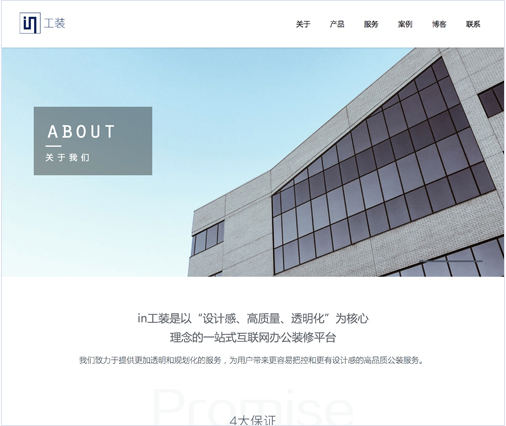 in 工装
关于 产品 服务 案例 博客 联系
ABOUT
关于我们
in工装是以“设计感、高质量、透明化”为核心
理念的一站式互联网办公装修平台
我们致力于提供更加透明和规划化的服务，为用户带来更容易把控和更有设计感的高品质公装服务。
Promise
4大保证